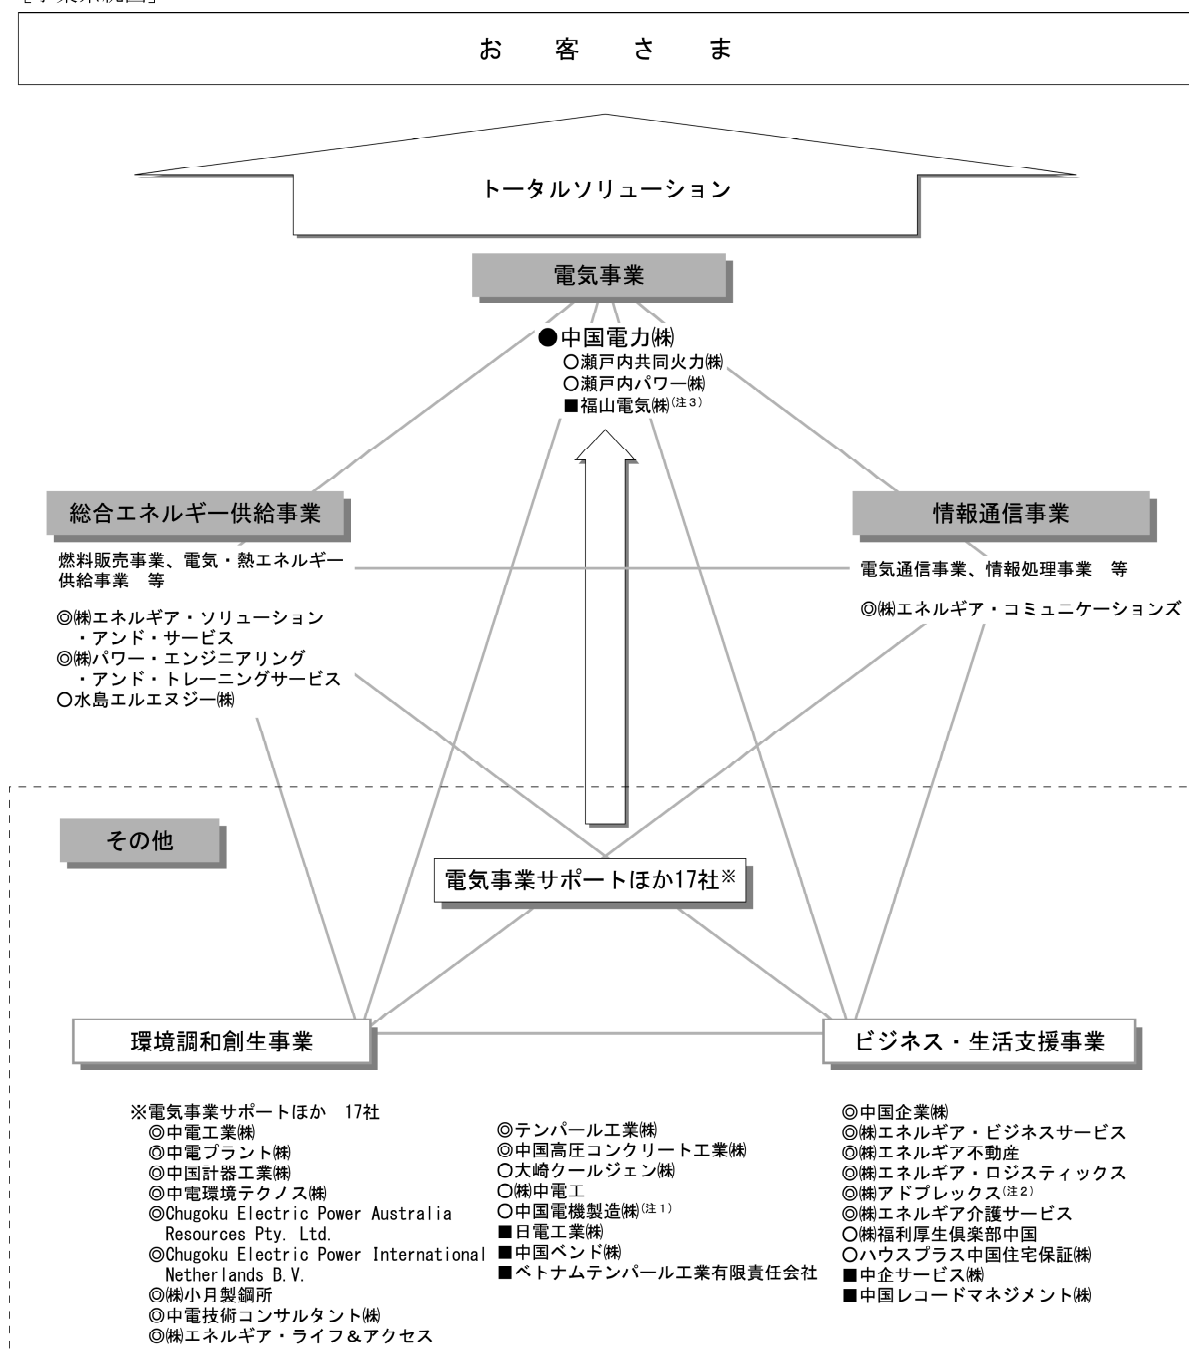 お 客 さ ま
トータルソリューション
電気事業
●中国電力㈱
○瀬戸内共同火力㈱
○瀬戸内パワー㈱
■福山電気㈱(注3)
総合エネルギー供給事業
燃料販売事業、電気・熱エネルギー
供給事業 等
◎㈱エネルギア・ソリューション
・アンド・サービス
◎㈱パワー・エンジニアリング
・アンド・トレーニングサービス
○水島エルエヌジー㈱
情報通信事業
電気通信事業、情報処理事業 等
◎㈱エネルギア・コミュニケーションズ
その他
電気事業サポートほか17社※
環境調和創生事業
ビジネス・生活支援事業
※電気事業サポートほか 17社
◎中電工業㈱
◎中電プラント㈱
◎中国計器工業㈱
◎中電環境テクノス㈱
◎Chugoku Electric Power Australia
Resources Pty. Ltd.
◎Chugoku Electric Power International
Netherlands B.V.
◎㈱小月製鋼所
◎中電技術コンサルタント㈱
◎㈱エネルギア・ライフ&アクセス
◎テンパール工業㈱
◎中国高圧コンクリート工業㈱
○大崎クールジェン㈱
○㈱中電工
○中国電機製造㈱(注1)
■日電工業㈱
■中国ペンド㈱
■ベトナムテンパール工業有限責任会社
◎中国企業㈱
◎㈱エネルギア・ビジネスサービス
◎㈱エネルギア不動産
◎㈱エネルギア・ロジスティックス
◎㈱アドプレックス(注2)
◎㈱エネルギア介護サービス
○㈱福利厚生倶楽部中国
○ハウスプラス中国住宅保証㈱
■中企サービス㈱
■中国レコードマネジメント㈱